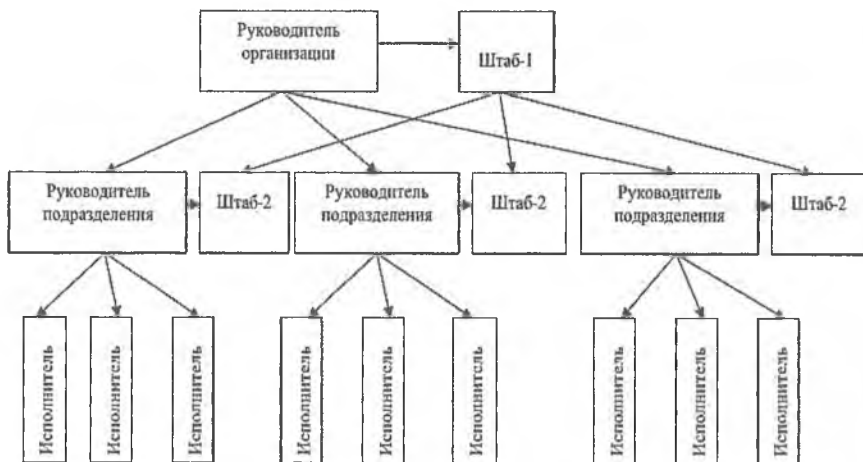 Руководитель
организации
Штаб-1
Руководитель
подразделения
Штаб-2
Руководитель
подразделения
Штаб-2
Руководитель
подразделения
Штаб-2
Исполнитель
Исполнитель
Исполнитель
Исполнитель
Исполнитель
Исполнитель
Исполнитель
Исполнитель
Исполнитель